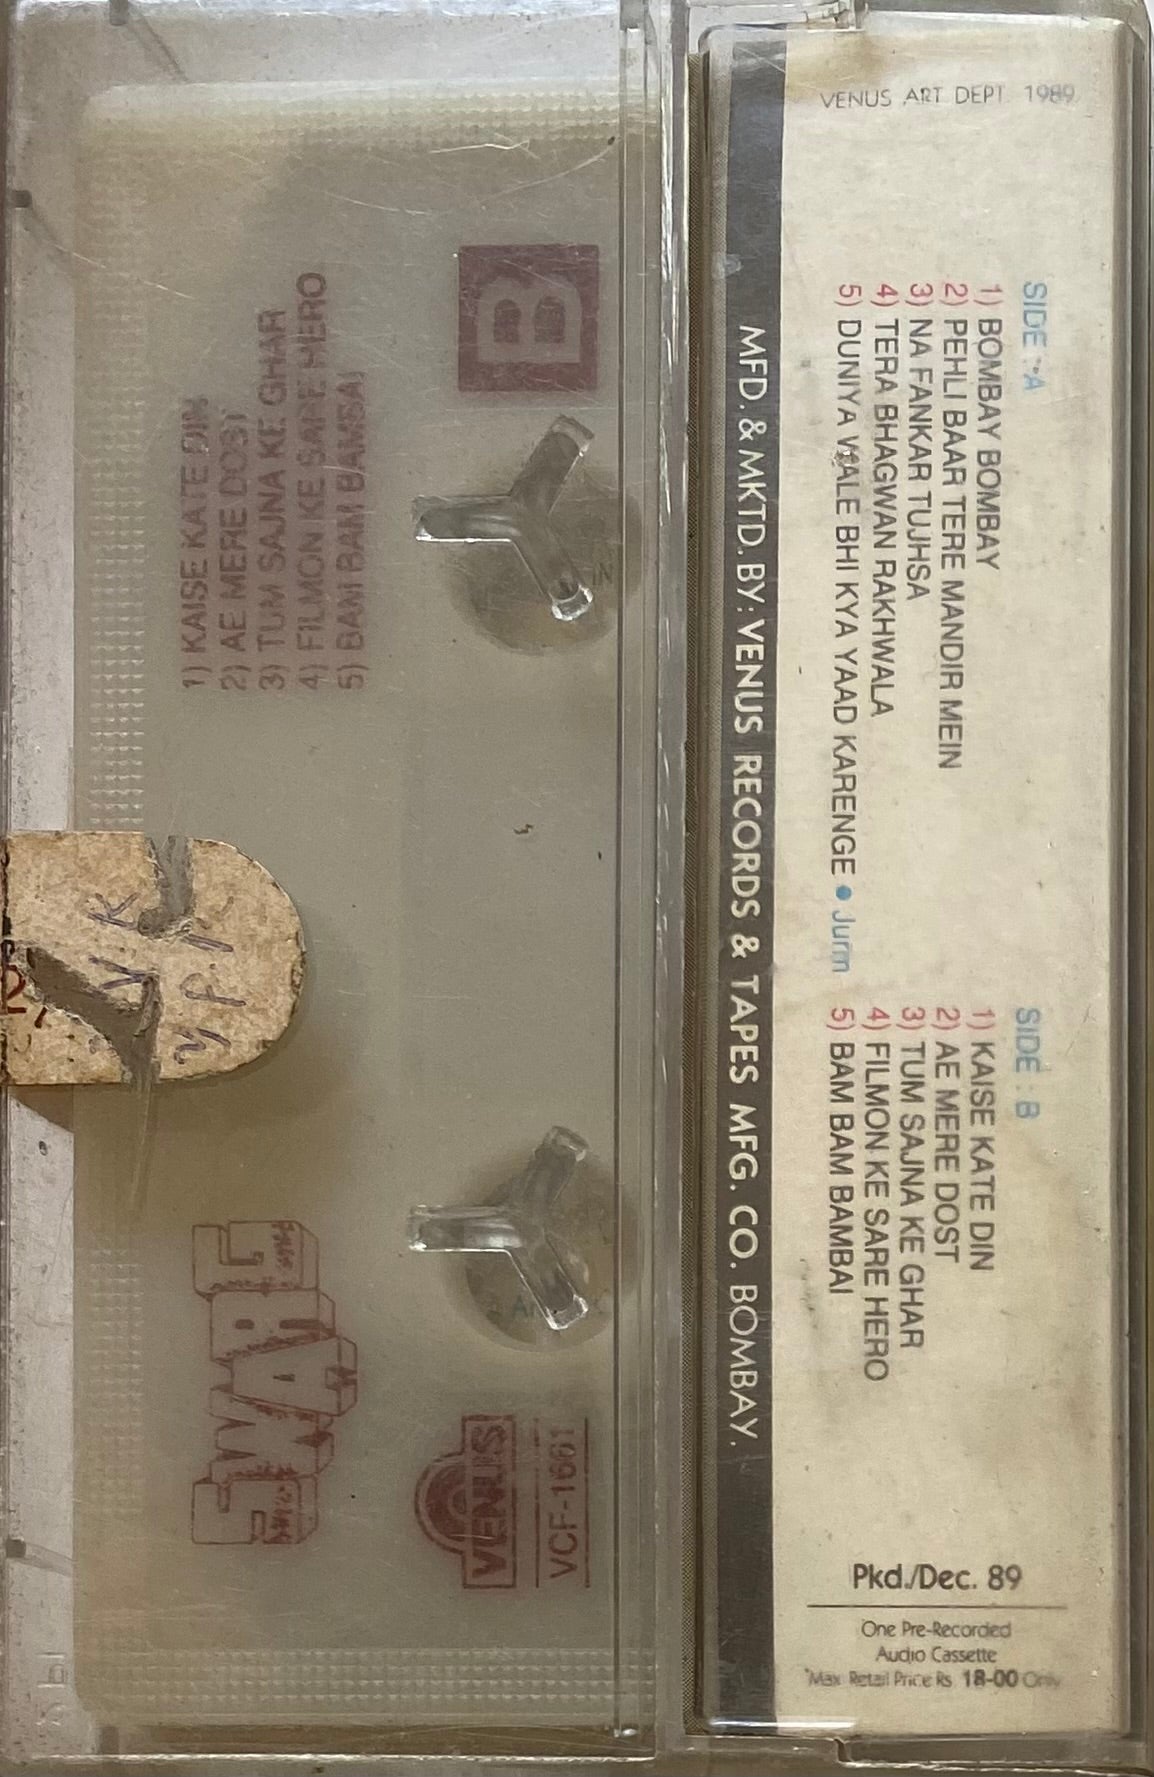 VENUS ART DEPT. 1989
SIDE : A
1) BOMBAY BOMBAY
2) PEHLI BAAR TERE MANDIR MEIN
3) NA FANKAR TUJHSA
4) TERA BHAGWAN RAKHWALA
5) DUNIYA WALE BHI KYA YAAD KARENGE • Jurm
SIDE : B
1) KAISE KATE DIN
2) AE MERE DOST
3) TUM SAJNA KE GHAR
4) FILMON KE SARE HERO
5) BAM BAM BAMBAI
Pkd./Dec. 89
One Pre-Recorded
Audio Cassette
*Max. Retail Price Rs. 18-00 Only
MFD. & MKTD. BY: VENUS RECORDS & TAPES MFG. CO. BOMBAY.
B
1) KAISE KATE DIN
2) AE MERE DOST
3) TUM SAJNA KE GHAR
4) FILMON KE SARE HERO
5) BAM BAM BAMBAI
SWARG
VENUS